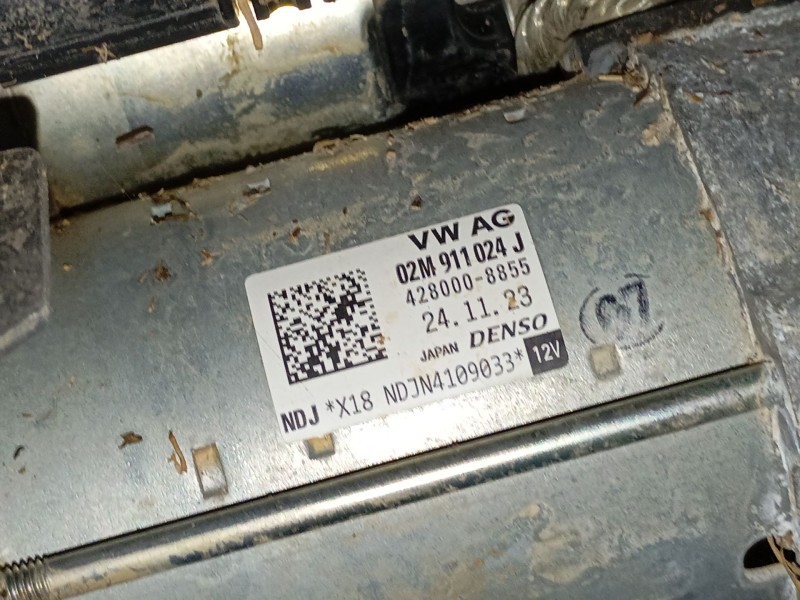 VW AG
02M 911 024 J
428000-8855
24.11.23
JAPAN DENSO
12V
NDJ *X18 NDJN4109033*